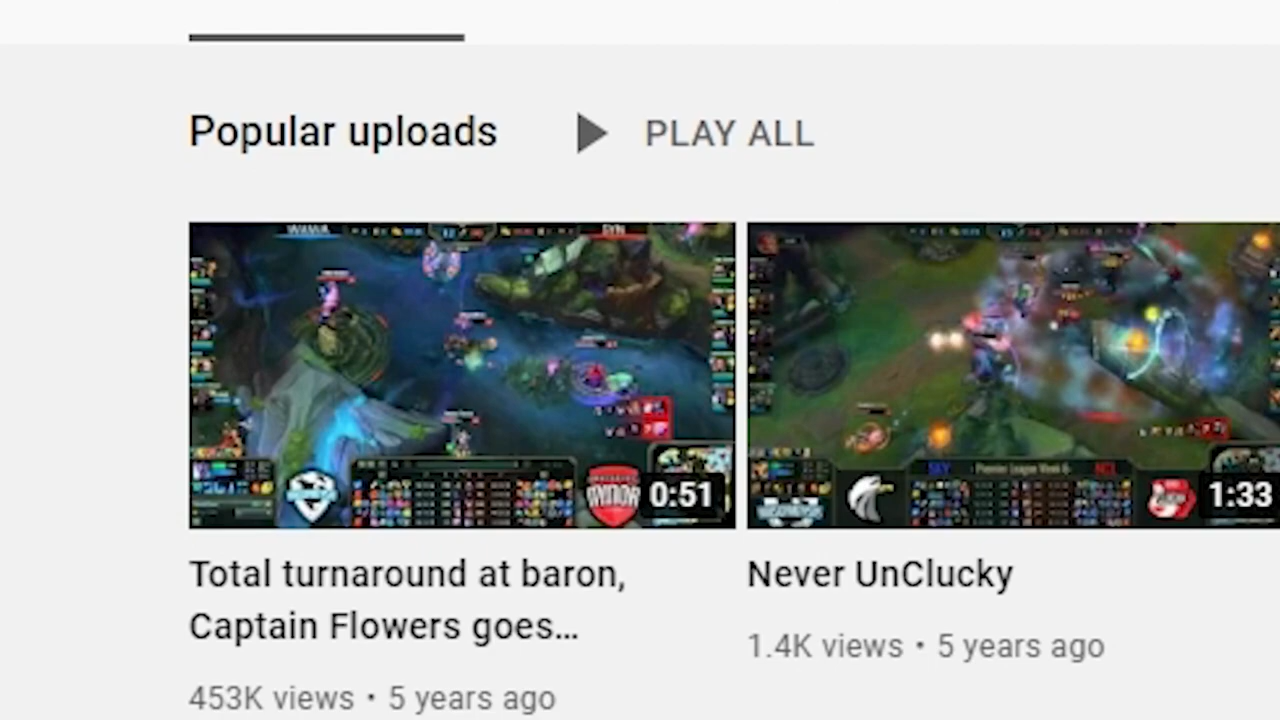 Popular uploads
PLAY ALL
SYN
0:51
1:33
Total turnaround at baron,
Captain Flowers goes...
453K views • 5 years ago
Never UnClucky
1.4K views • 5 years ago